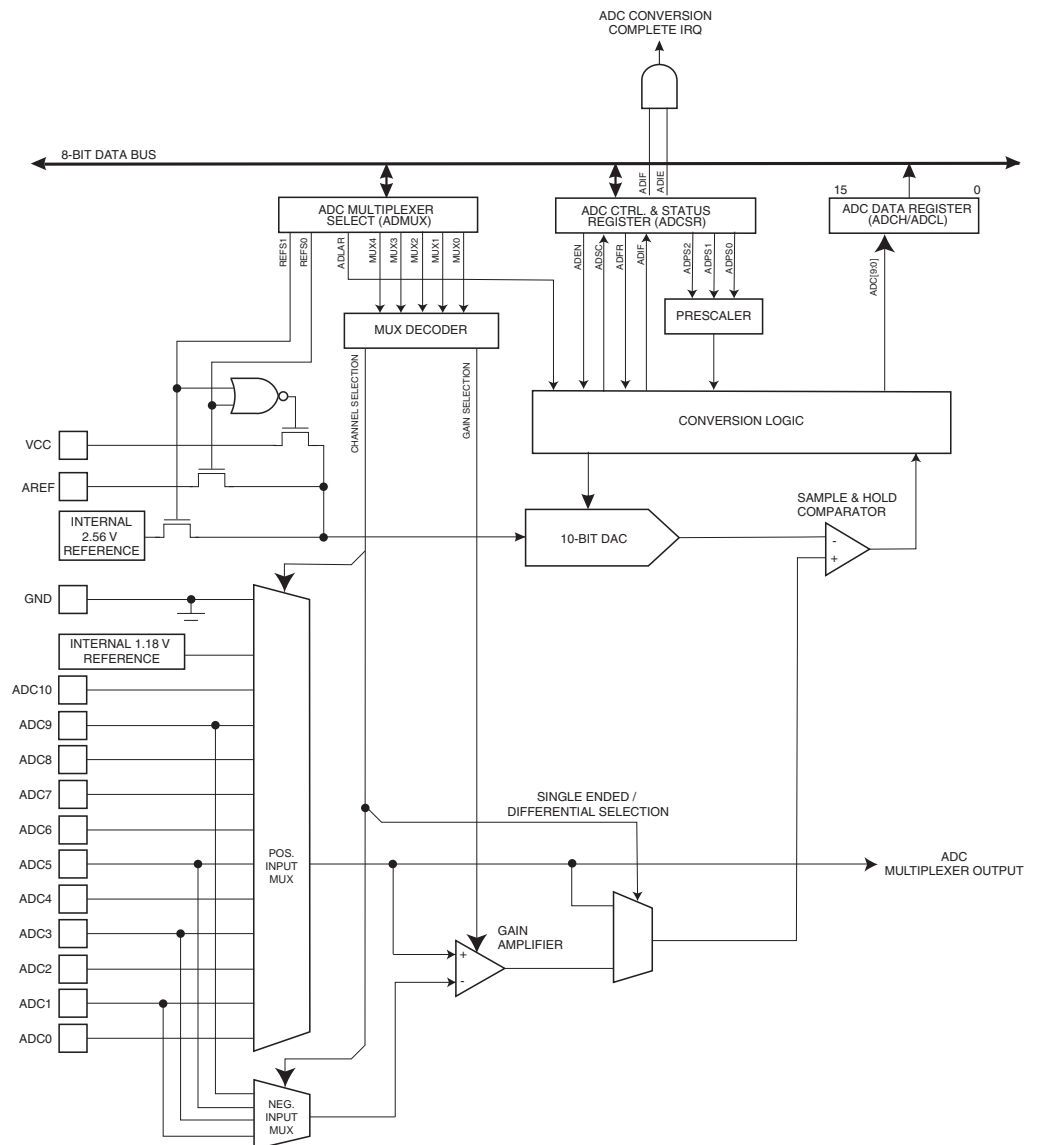 ADC CONVERSION
COMPLETE IRQ
8-BIT DATA BUS
ADIF
ADIE
15
0
ADC MULTIPLEXER
SELECT (ADMUX)
ADC CTRL. & STATUS
REGISTER (ADCSR)
ADC DATA REGISTER
(ADCH/ADCL)
REFS1
REFS0
ADLAR
MUX4
MUX3
MUX2
MUX1
MUX0
ADEN
ADSC
ADFR
ADIF
ADPS2
ADPS1
ADPS0
ADC[9:0]
PRESCALER
MUX DECODER
CHANNEL SELECTION
GAIN SELECTION
CONVERSION LOGIC
VCC
AREF
INTERNAL
2.56 V
REFERENCE
10-BIT DAC
SAMPLE & HOLD
COMPARATOR
-
+
GND
INTERNAL 1.18 V
REFERENCE
ADC10
ADC9
ADC8
ADC7
SINGLE ENDED /
DIFFERENTIAL SELECTION
ADC6
ADC5
POS.
INPUT
MUX
ADC
MULTIPLEXER OUTPUT
ADC4
ADC3
GAIN
AMPLIFIER
+
-
ADC2
ADC1
ADC0
NEG.
INPUT
MUX